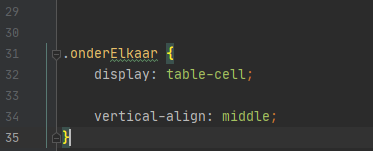 29
30
31 .onderElkaar {
32 display: table-cell;
33
34 vertical-align: middle;
35 }